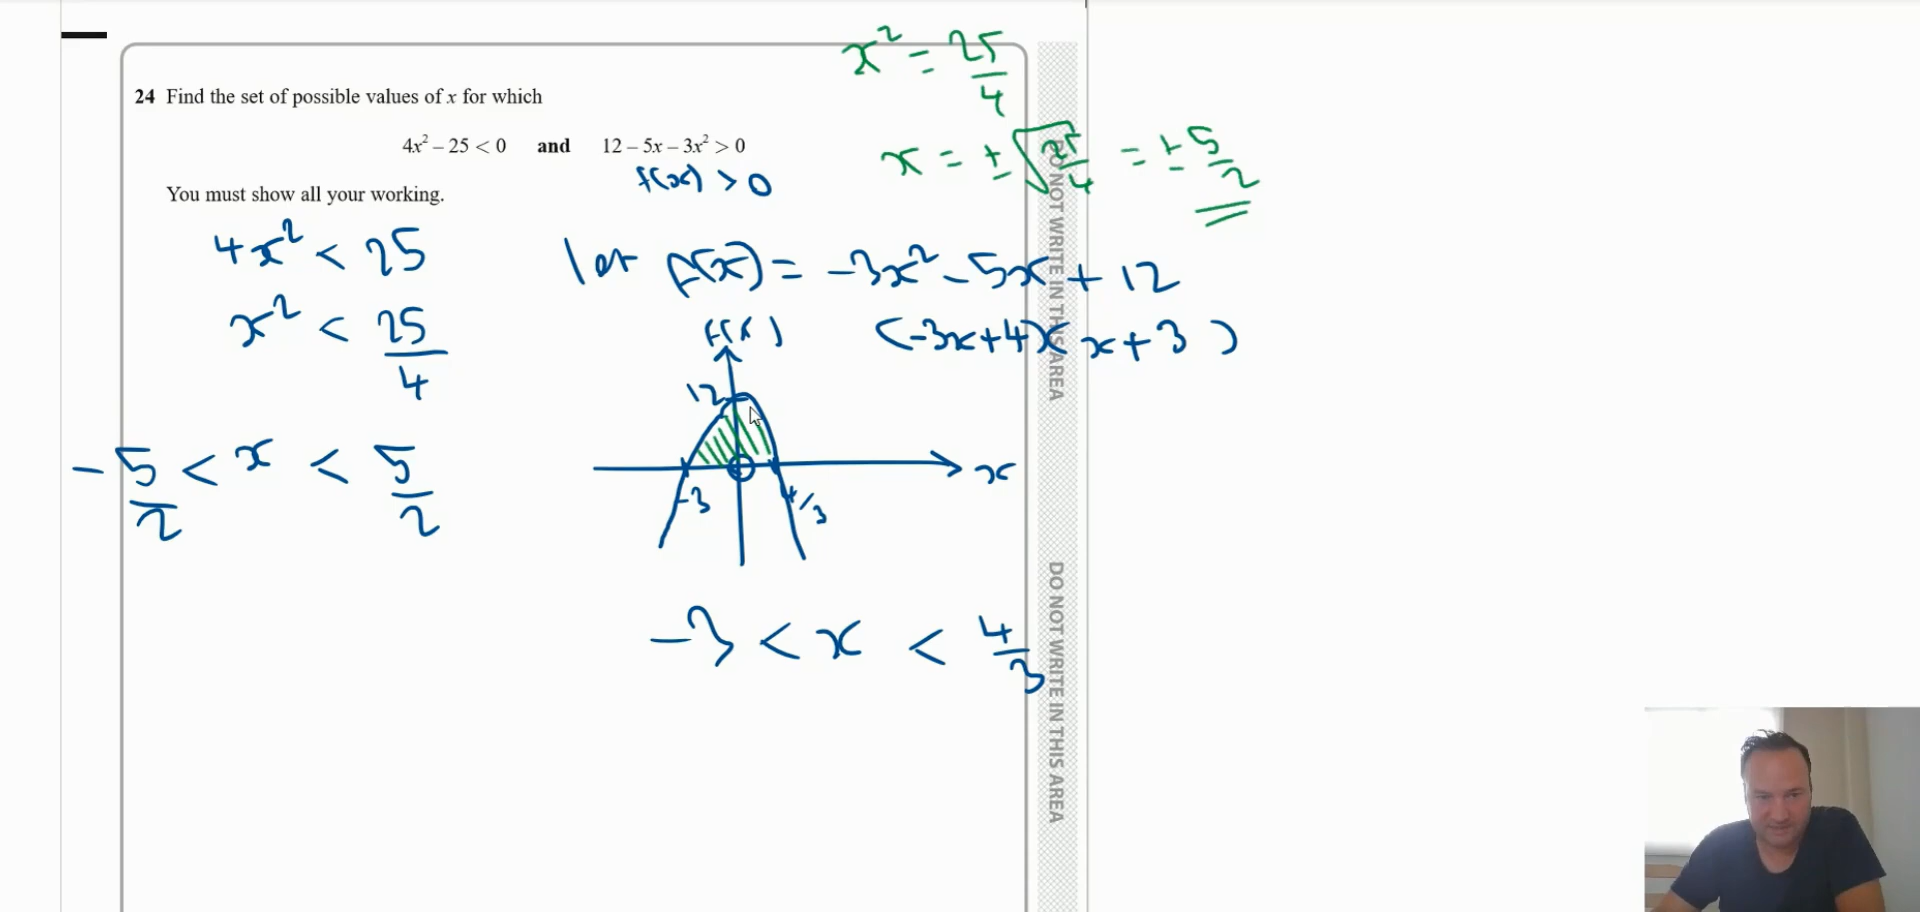 x² = 25/4
24 Find the set of possible values of x for which
4x² – 25 < 0 and 12 – 5x – 3x² > 0
f(x) > 0
x = ± √25/4 = ± 5/2
You must show all your working.
4x² < 25
let f(x) = -3x² - 5x + 12
x² < 25/4
f(x)
(-3x+4)(x+3)
12
-5/2 < x < 5/2
x
-3
4/3
-3 < x < 4/3
DO NOT WRITE IN THIS AREA
DO NOT WRITE IN THIS AREA